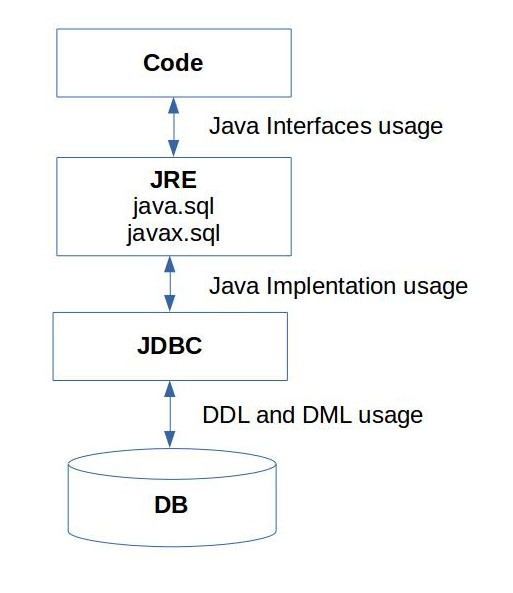 Code
Java Interfaces usage
JRE
java.sql
javax.sql
Java Implentation usage
JDBC
DDL and DML usage
DB